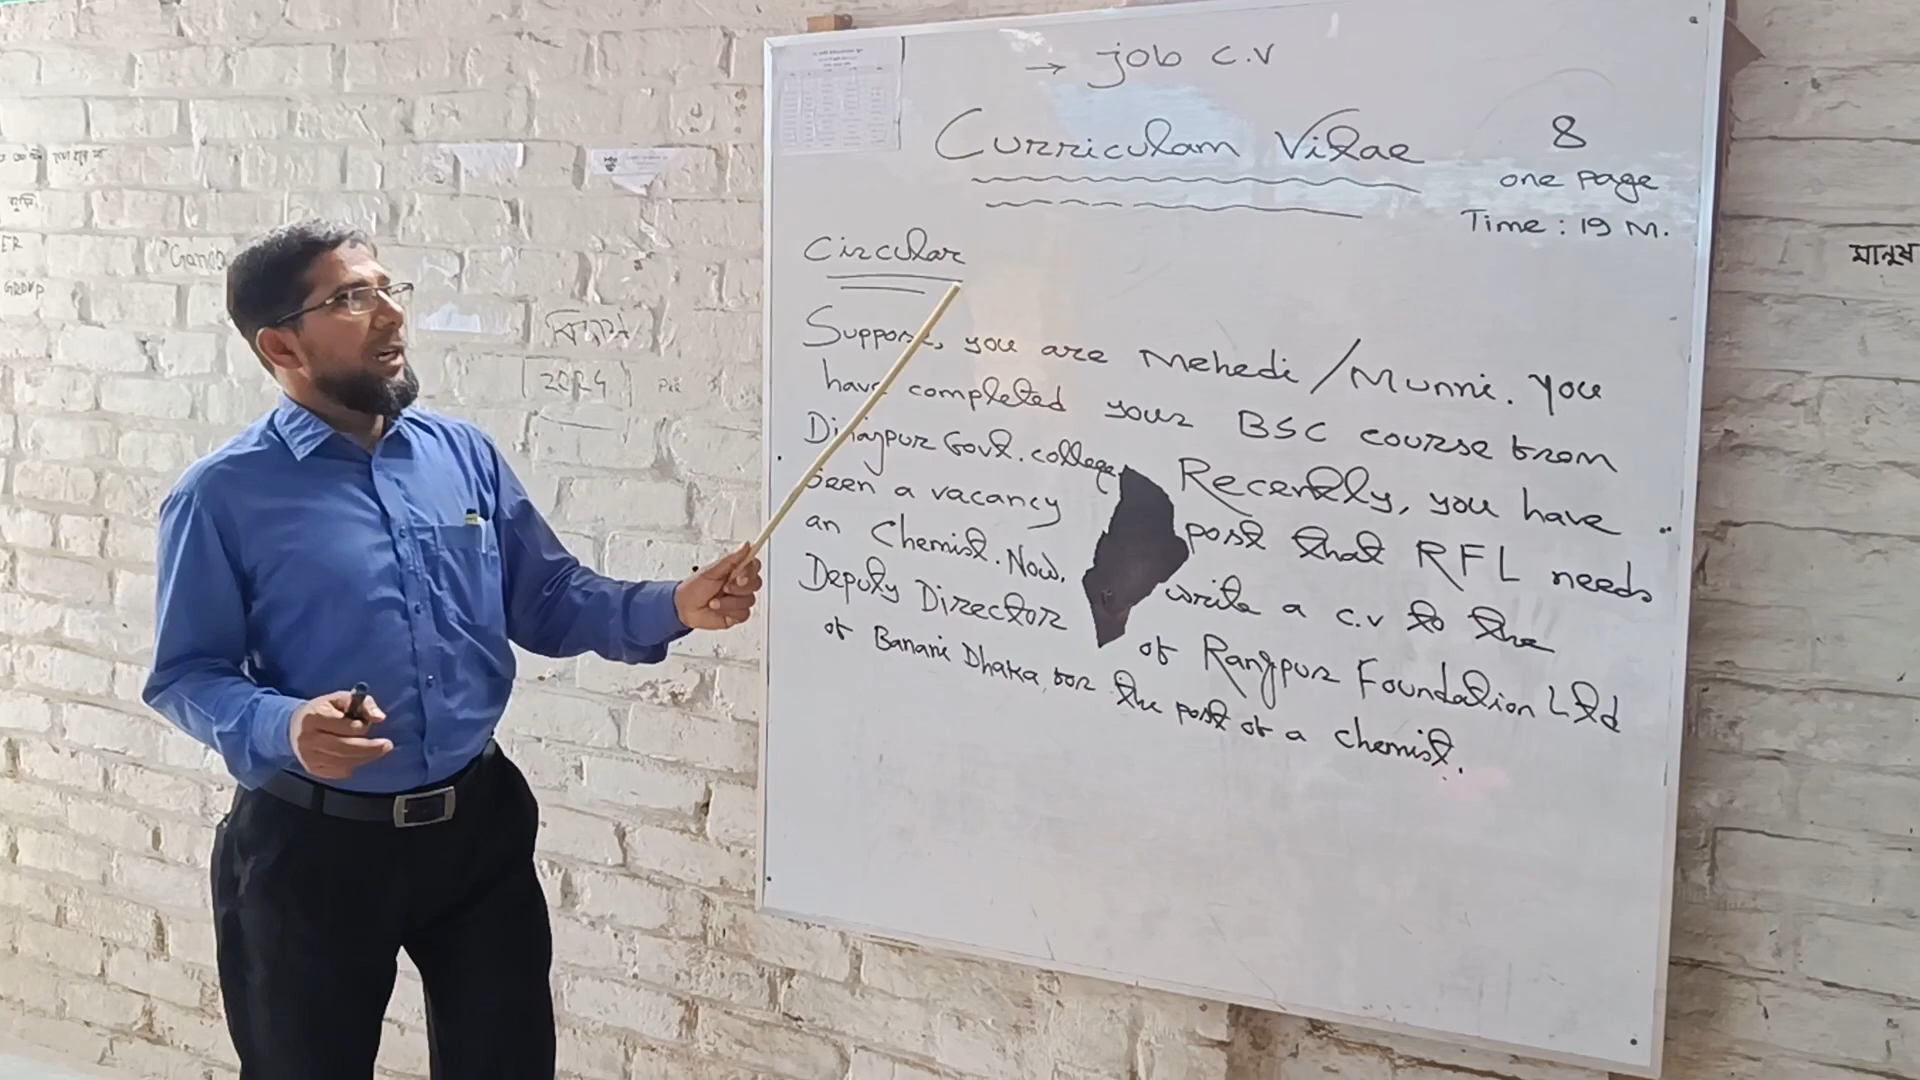 → job C.V
Curriculam Vitae
8
one page
Time : 19 M.
Circular
Suppose, you are Mehedi / Munni. You
have completed your BSC course from
Dinajpur Govt. college. Recently, you have
seen a vacancy post that RFL needs
an Chemist. Now, write a c.v to the
Deputy Director of Rangpur Foundation Ltd
of Banani Dhaka, for the post of a chemist.
মানুষ
GROUP